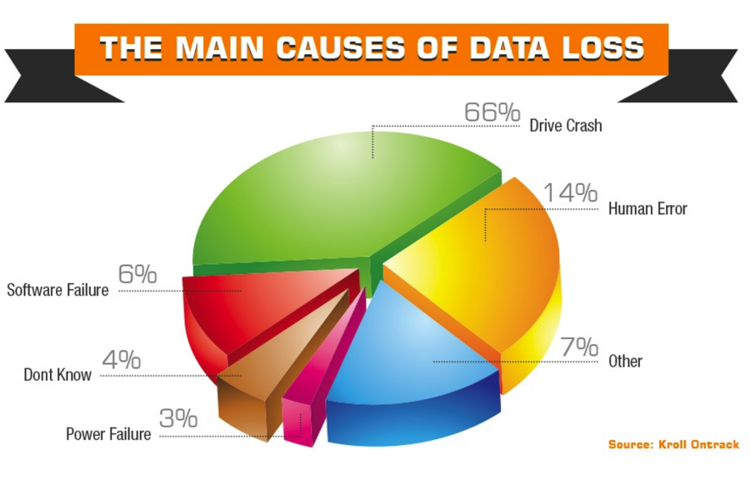 THE MAIN CAUSES OF DATA LOSS
66%
Drive Crash
14%
Human Error
6%
Software Failure
7%
Other
4%
Dont Know
3%
Power Failure
Source: Kroll Ontrack